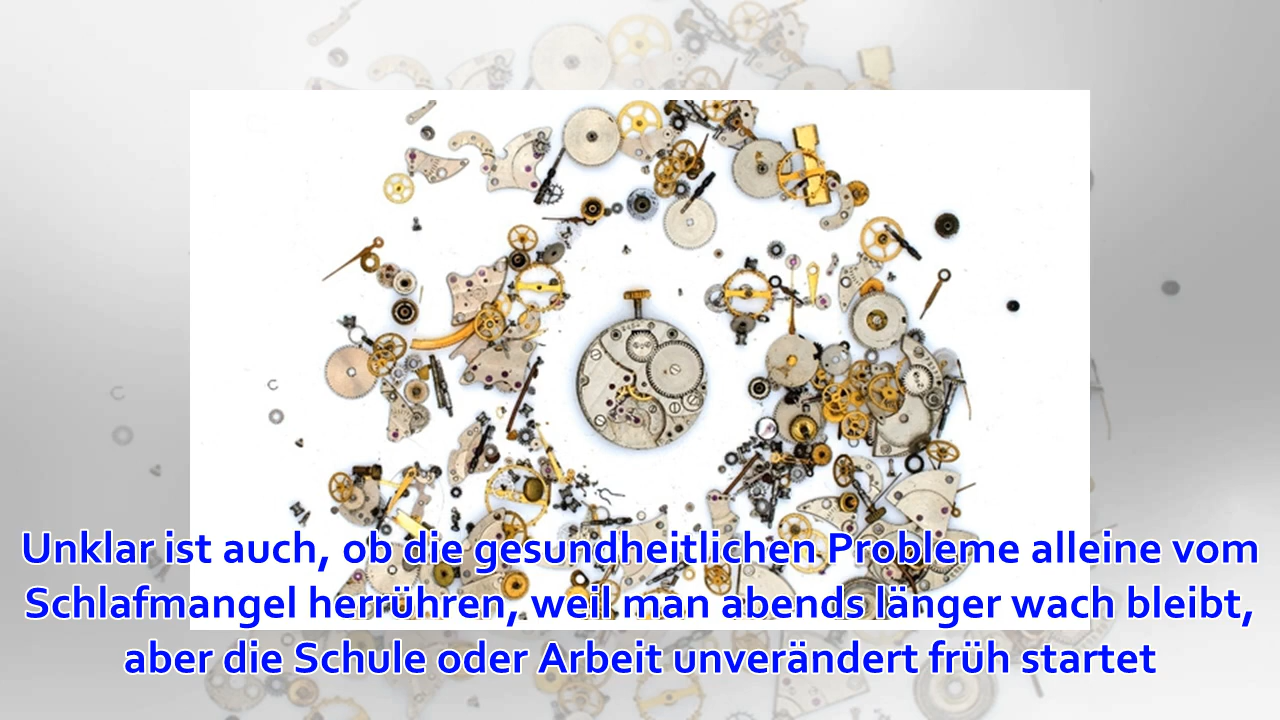 Unklar ist auch, ob die gesundheitlichen Probleme alleine vom
Schlafmangel herrühren, weil man abends länger wach bleibt,
aber die Schule oder Arbeit unverändert früh startet